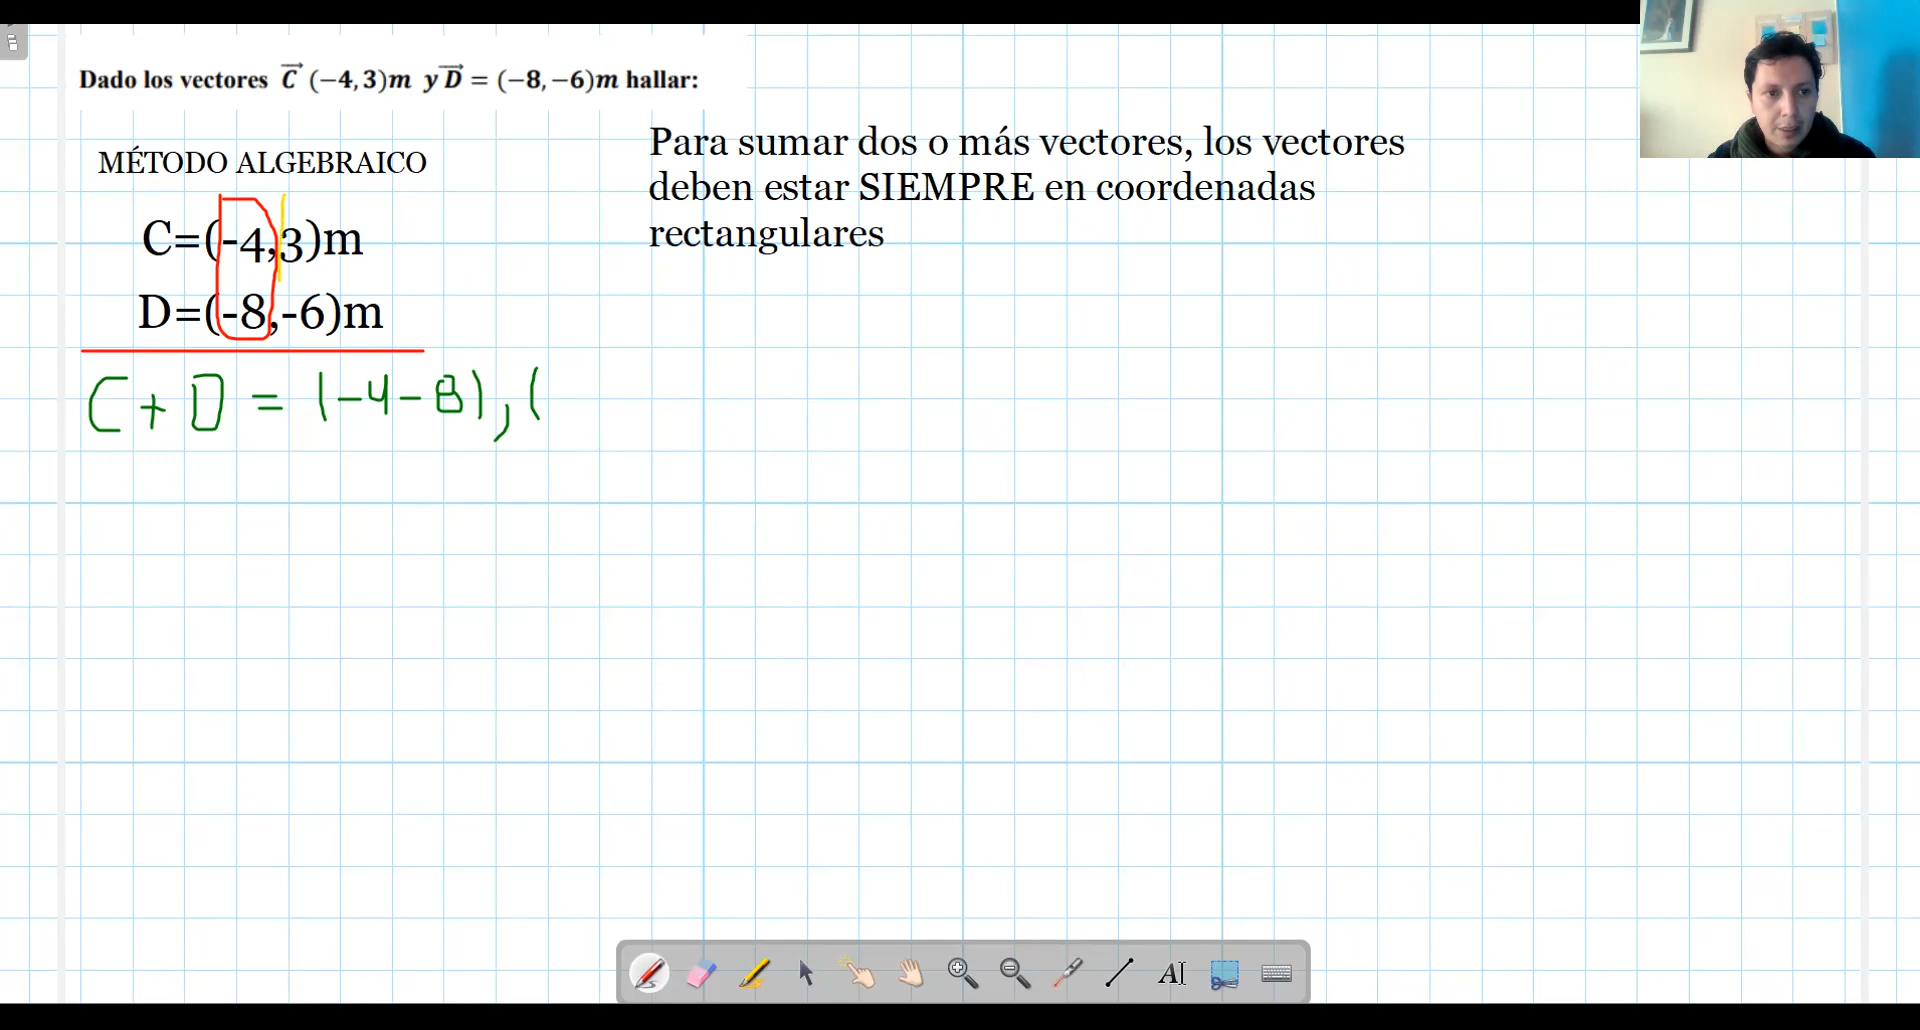 Dado los vectores C (−4,3)m y D = (−8,−6)m hallar:
MÉTODO ALGEBRAICO
C=(-4,3)m
D=(-8,-6)m
C + D = (-4-8), (
Para sumar dos o más vectores, los vectores
deben estar SIEMPRE en coordenadas
rectangulares